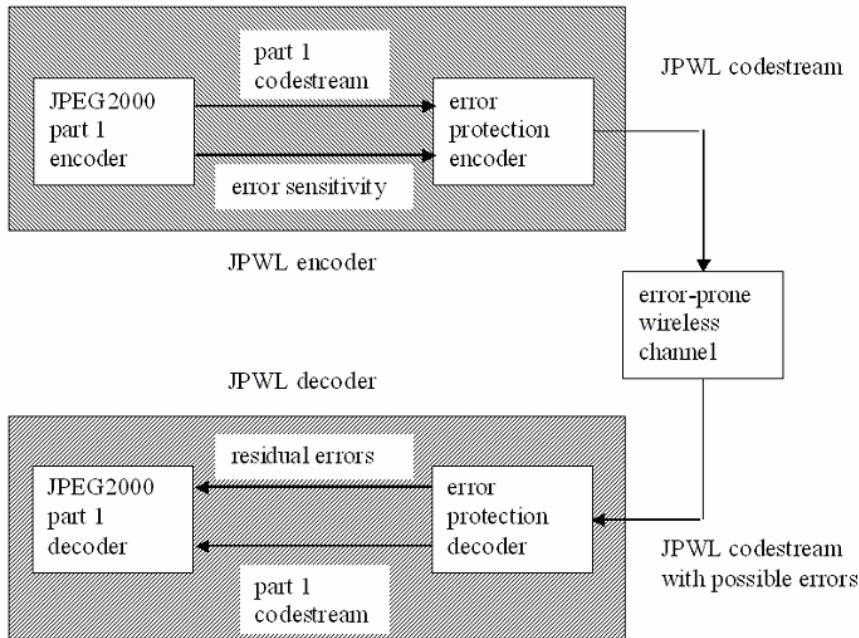 part 1
codestream
JPWL codestream
JPEG2000
part 1
encoder
error
protection
encoder
error sensitivity
JPWL encoder
error-prone
wireless
channel
JPWL decoder
residual errors
JPEG2000
part 1
decoder
error
protection
decoder
JPWL codestream
with possible errors
part 1
codestream